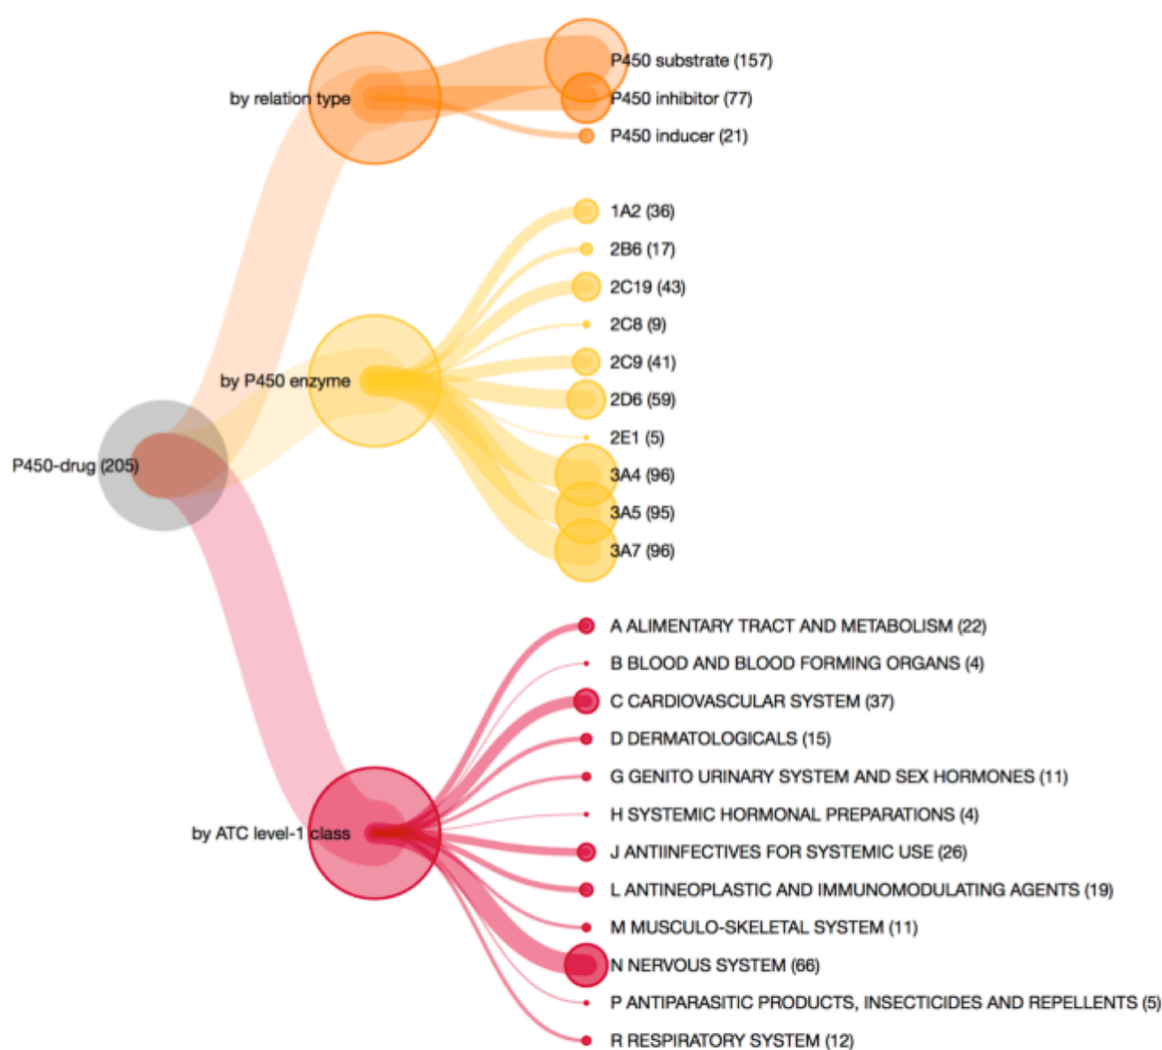 P450 substrate (157)
by relation type
P450 inhibitor (77)
P450 inducer (21)
1A2 (36)
2B6 (17)
2C19 (43)
2C8 (9)
2C9 (41)
by P450 enzyme
2D6 (59)
2E1 (5)
P450-drug (205)
3A4 (96)
3A5 (95)
3A7 (96)
A ALIMENTARY TRACT AND METABOLISM (22)
B BLOOD AND BLOOD FORMING ORGANS (4)
C CARDIOVASCULAR SYSTEM (37)
D DERMATOLOGICALS (15)
G GENITO URINARY SYSTEM AND SEX HORMONES (11)
H SYSTEMIC HORMONAL PREPARATIONS (4)
by ATC level-1 class
J ANTIINFECTIVES FOR SYSTEMIC USE (26)
L ANTINEOPLASTIC AND IMMUNOMODULATING AGENTS (19)
M MUSCULO-SKELETAL SYSTEM (11)
N NERVOUS SYSTEM (66)
P ANTIPARASITIC PRODUCTS, INSECTICIDES AND REPELLENTS (5)
R RESPIRATORY SYSTEM (12)